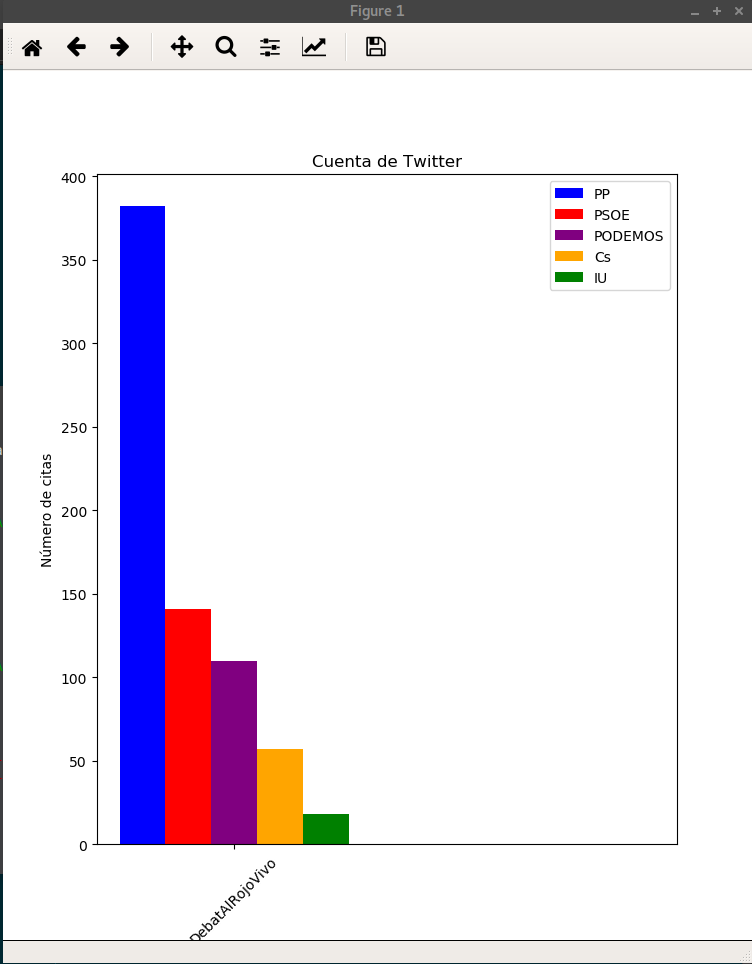 Figure 1
Cuenta de Twitter
400
350
300
250
200
150
100
50
0
Número de citas
PP
PSOE
PODEMOS
Cs
IU
DebatAlRojoVivo